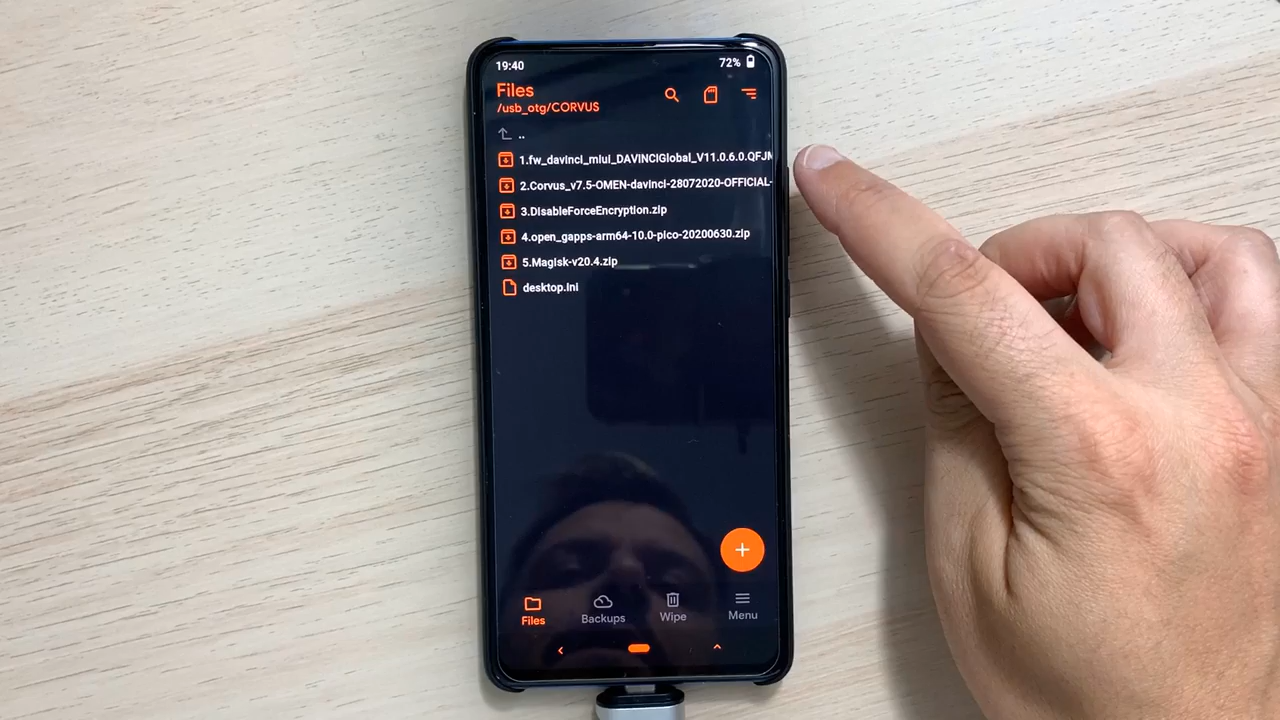 19:40
72%
Files
/usb_otg/CORVUS
..
1.fw_davinci_miui_DAVINCIGlobal_V11.0.6.0.QFJM
2.Corvus_v7.5-OMEN-davinci-28072020-OFFICIAL-
3.DisableForceEncryption.zip
4.open_gapps-arm64-10.0-pico-20200630.zip
5.Magisk-v20.4.zip
desktop.ini
Files
Backups
Wipe
Menu